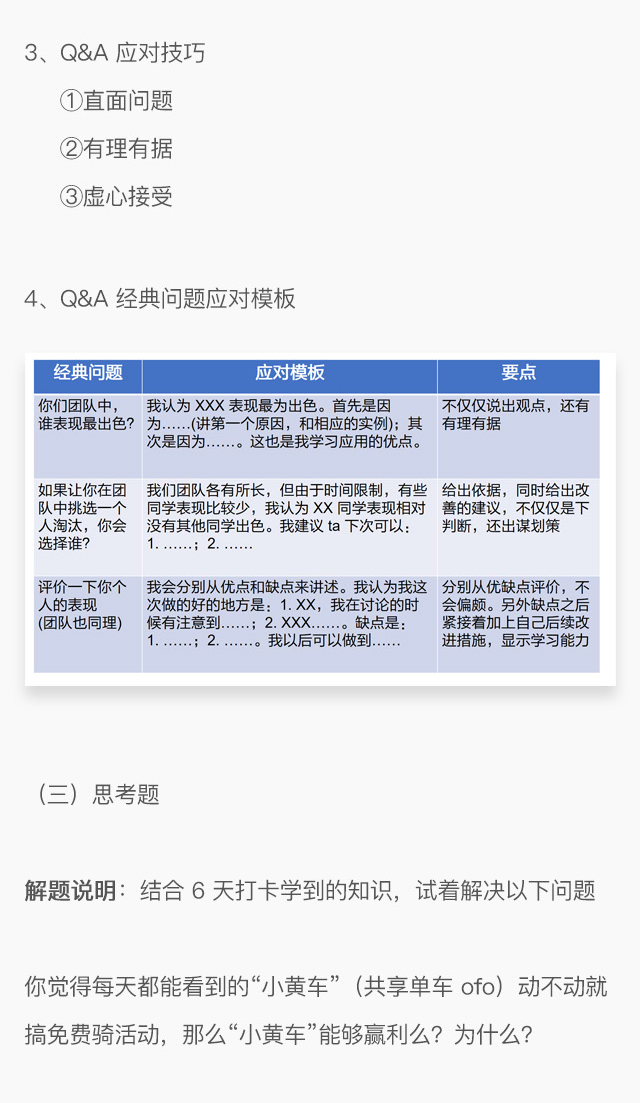 3、Q&A 应对技巧
①直面问题
②有理有据
③虚心接受
4、Q&A 经典问题应对模板
经典问题 应对模板 要点
你们团队中，
谁表现最出色?
我认为 XXX 表现最为出色。首先是因
为……(讲第一个原因，和相应的实例)；其
次是因为……。这也是我学习应用的优点。
不仅仅说出观点，还有
有理有据
如果让你在团
队中挑选一个
人淘汰，你会
选择谁?
我们团队各有所长，但由于时间限制，有些
同学表现比较少，我认为 XX 同学表现相对
没有其他同学出色。我建议 ta 下次可以：
1. ……；2. ……
给出依据，同时给出改
善的建议，不仅仅是下
判断，还出谋划策
评价一下你个
人的表现
(团队也同理)
我会分别从优点和缺点来讲述。我认为我这
次做的好的地方是：1. XX，我在讨论的时
候有注意到……；2. XXX……。缺点是：
1. ……；2. ……。我以后可以做到……
分别从优缺点评价，不
会偏颇。另外缺点之后
紧接着加上自己后续改
进措施，显示学习能力
（三）思考题
解题说明：结合 6 天打卡学到的知识，试着解决以下问题
你觉得每天都能看到的“小黄车”（共享单车 ofo）动不动就
搞免费骑活动，那么“小黄车”能够赢利么？为什么？